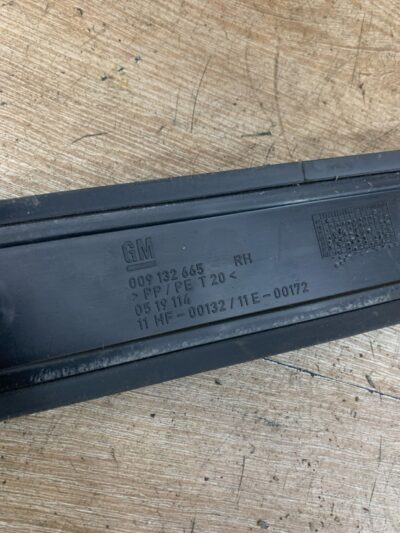 GM
009 132 665 RH
> PP / PE T 20 <
05 19 114
11 HF-00132 / 11 E-00172